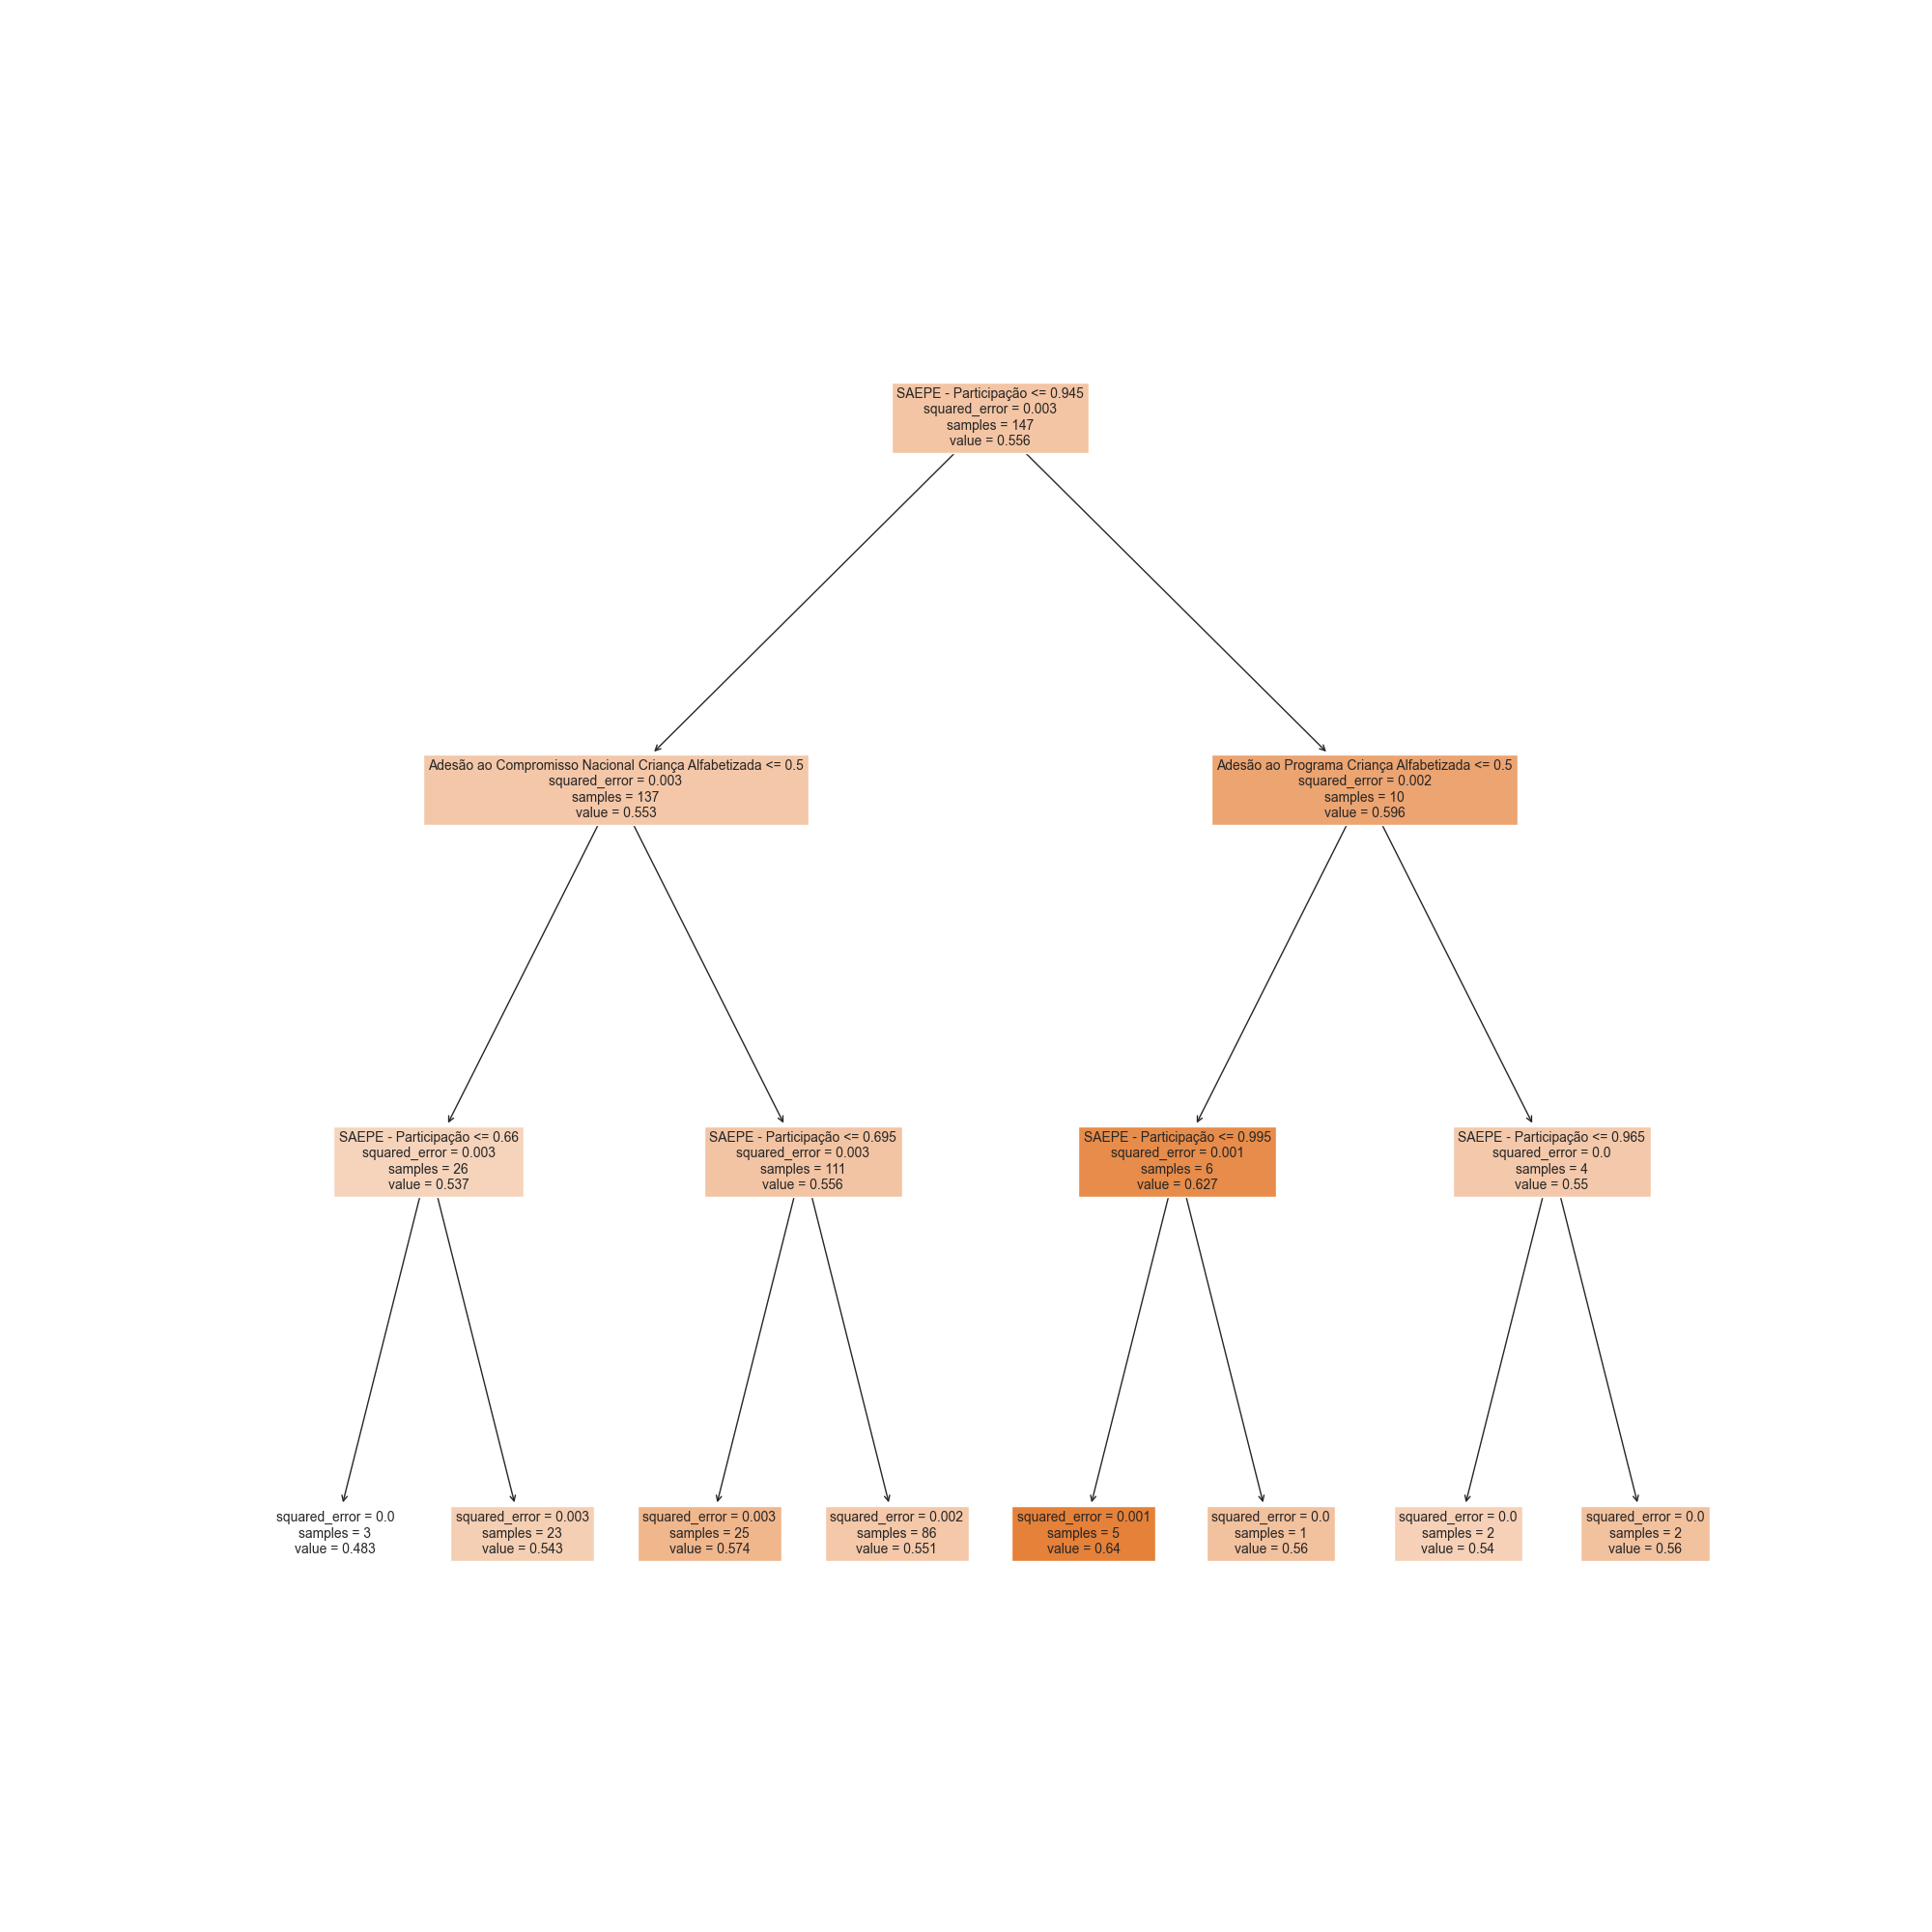 SAEPE - Participação <= 0.945
squared_error = 0.003
samples = 147
value = 0.556
Adesão ao Compromisso Nacional Criança Alfabetizada <= 0.5
squared_error = 0.003
samples = 137
value = 0.553
Adesão ao Programa Criança Alfabetizada <= 0.5
squared_error = 0.002
samples = 10
value = 0.596
SAEPE - Participação <= 0.66
squared_error = 0.003
samples = 26
value = 0.537
SAEPE - Participação <= 0.695
squared_error = 0.003
samples = 111
value = 0.556
SAEPE - Participação <= 0.995
squared_error = 0.001
samples = 6
value = 0.627
SAEPE - Participação <= 0.965
squared_error = 0.0
samples = 4
value = 0.55
squared_error = 0.0
samples = 3
value = 0.483
squared_error = 0.003
samples = 23
value = 0.543
squared_error = 0.003
samples = 25
value = 0.574
squared_error = 0.002
samples = 86
value = 0.551
squared_error = 0.001
samples = 5
value = 0.64
squared_error = 0.0
samples = 1
value = 0.56
squared_error = 0.0
samples = 2
value = 0.54
squared_error = 0.0
samples = 2
value = 0.56